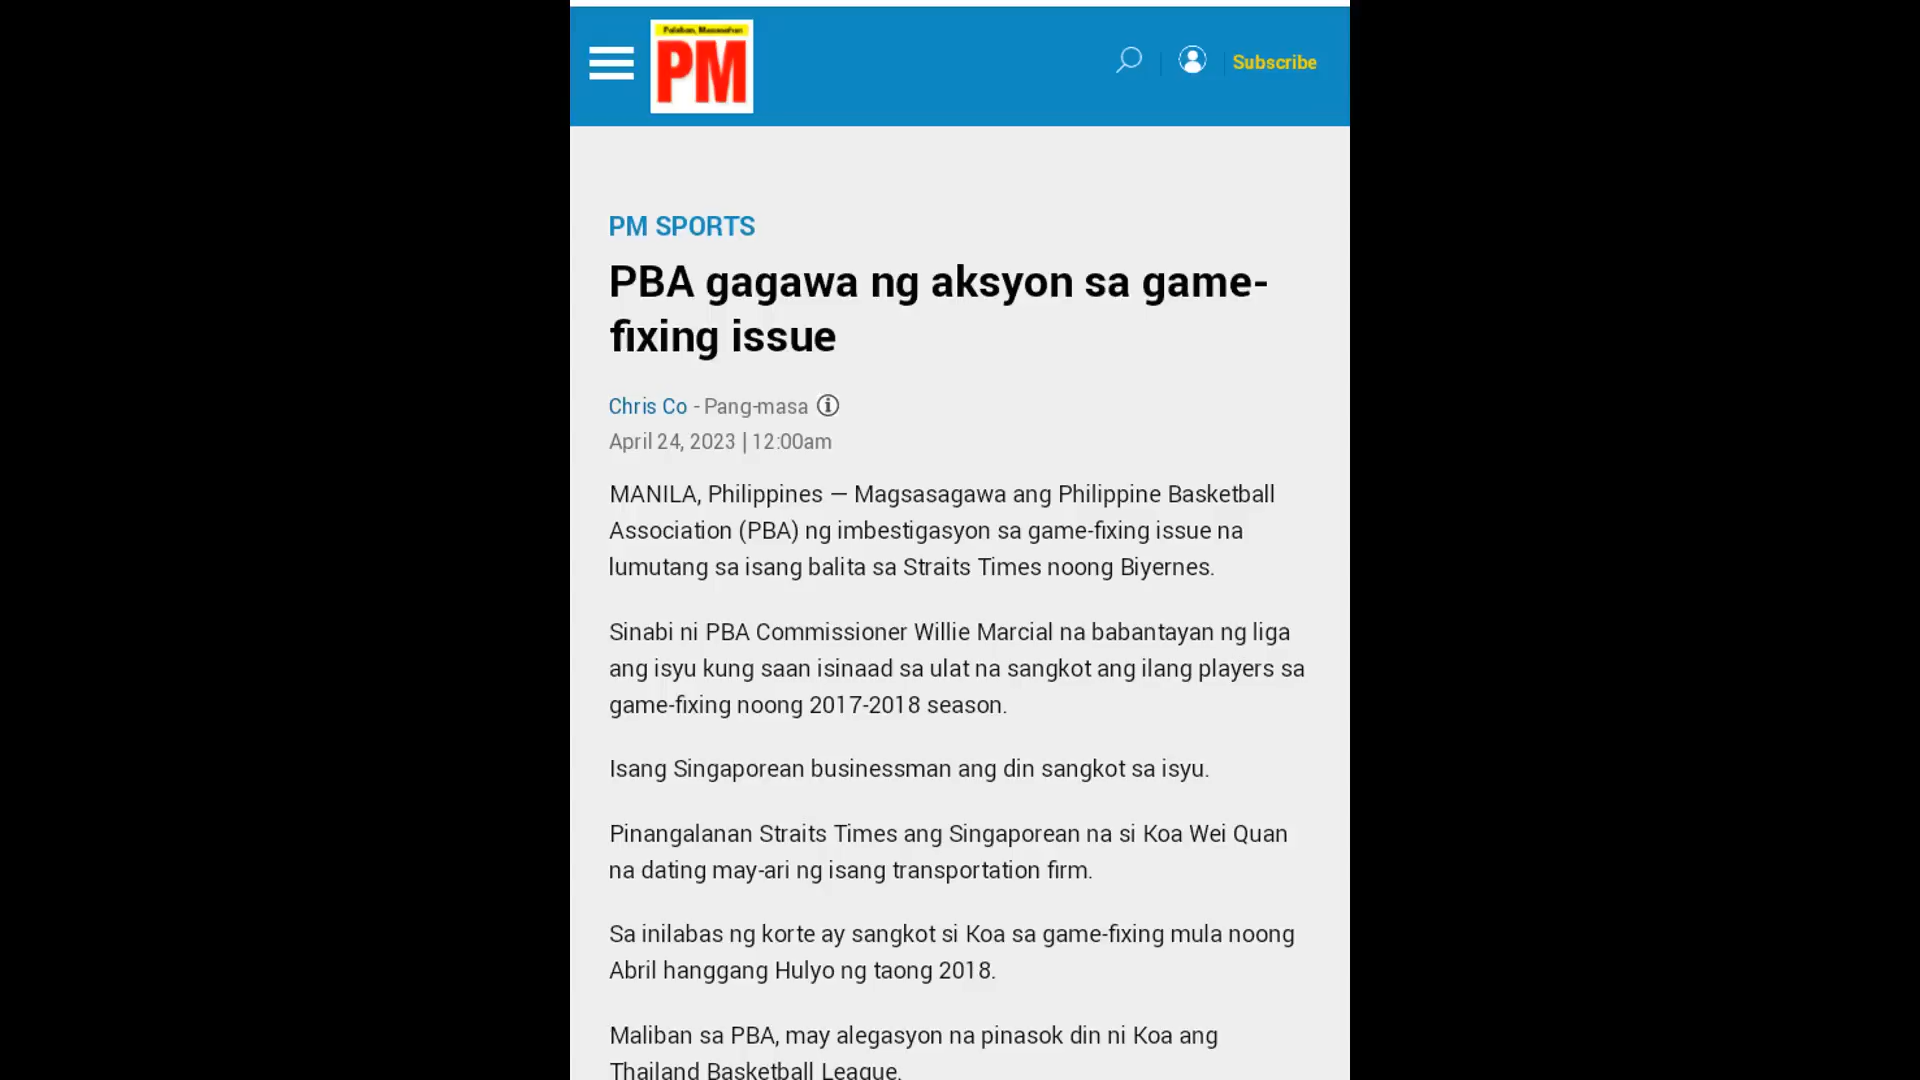 PM
Subscribe
PM SPORTS
PBA gagawa ng aksyon sa game-
fixing issue
Chris Co - Pang-masa
April 24, 2023 | 12:00am
MANILA, Philippines — Magsasagawa ang Philippine Basketball
Association (PBA) ng imbestigasyon sa game-fixing issue na
lumutang sa isang balita sa Straits Times noong Biyernes.
Sinabi ni PBA Commissioner Willie Marcial na babantayan ng liga
ang isyu kung saan isinaad sa ulat na sangkot ang ilang players sa
game-fixing noong 2017-2018 season.
Isang Singaporean businessman ang din sangkot sa isyu.
Pinangalanan Straits Times ang Singaporean na si Koa Wei Quan
na dating may-ari ng isang transportation firm.
Sa inilabas ng korte ay sangkot si Koa sa game-fixing mula noong
Abril hanggang Hulyo ng taong 2018.
Maliban sa PBA, may alegasyon na pinasok din ni Koa ang
Thailand Basketball League.